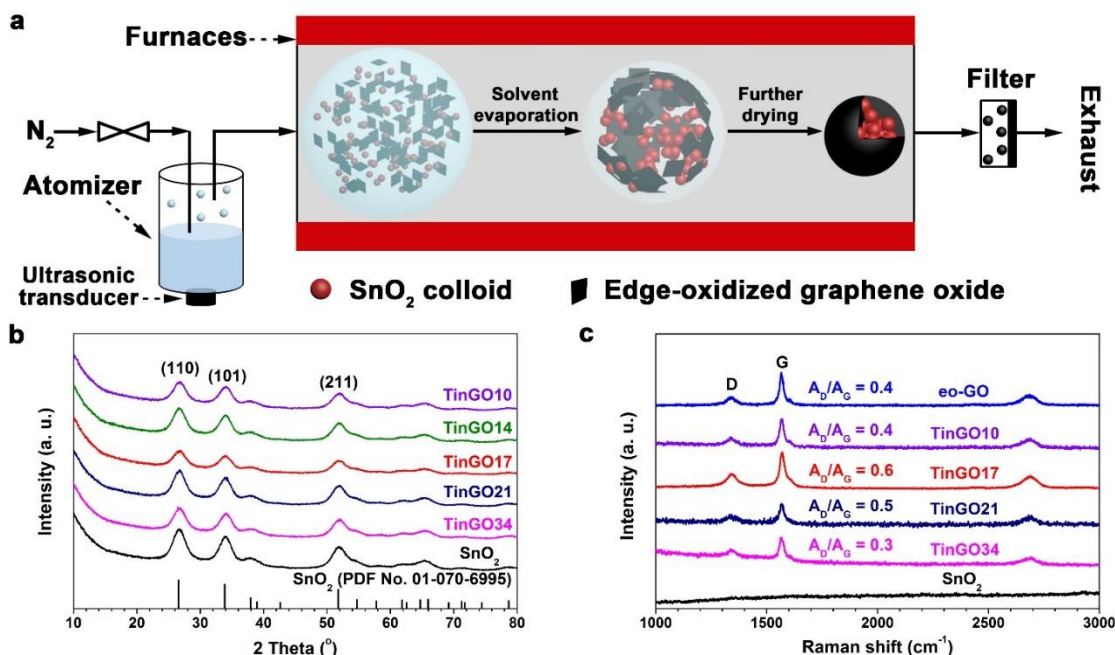 a
Furnaces
N2
Atomizer
Ultrasonic
transducer
Solvent
evaporation
Further
drying
Filter
Exhaust
SnO2 colloid
Edge-oxidized graphene oxide
b
Intensity (a. u.)
(110)
(101)
(211)
TinGO10
TinGO14
TinGO17
TinGO21
TinGO34
SnO2
SnO2 (PDF No. 01-070-6995)
10 20 30 40 50 60 70 80
2 Theta (o)
c
Intensity (a. u.)
D
G
AD/AG = 0.4 eo-GO
AD/AG = 0.4 TinGO10
AD/AG = 0.6 TinGO17
AD/AG = 0.5 TinGO21
AD/AG = 0.3 TinGO34
SnO2
1000 1500 2000 2500 3000
Raman shift (cm-1)